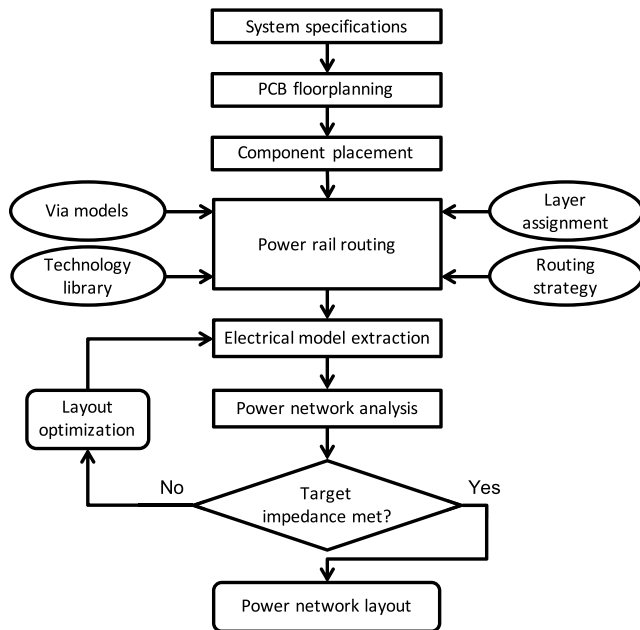 System specifications
PCB floorplanning
Component placement
Via models
Layer
assignment
Power rail routing
Technology
library
Routing
strategy
Electrical model extraction
Layout
optimization
Power network analysis
No
Target
impedance met?
Yes
Power network layout